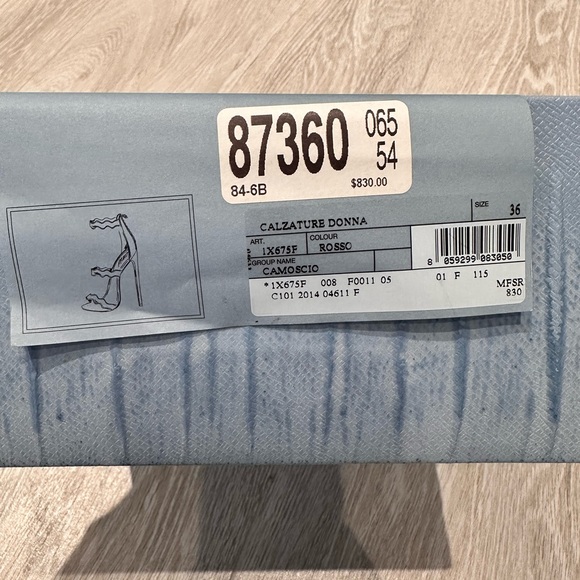 87360 065
54
84-6B $830.00
CALZATURE DONNA SIZE 36
ART. 1X675F COLOUR ROSSO
GROUP NAME
CAMOSCIO
8 059299 083050
*1X675F 008 F0011 05 01 F 115
C101 2014 04611 F MFSR
830